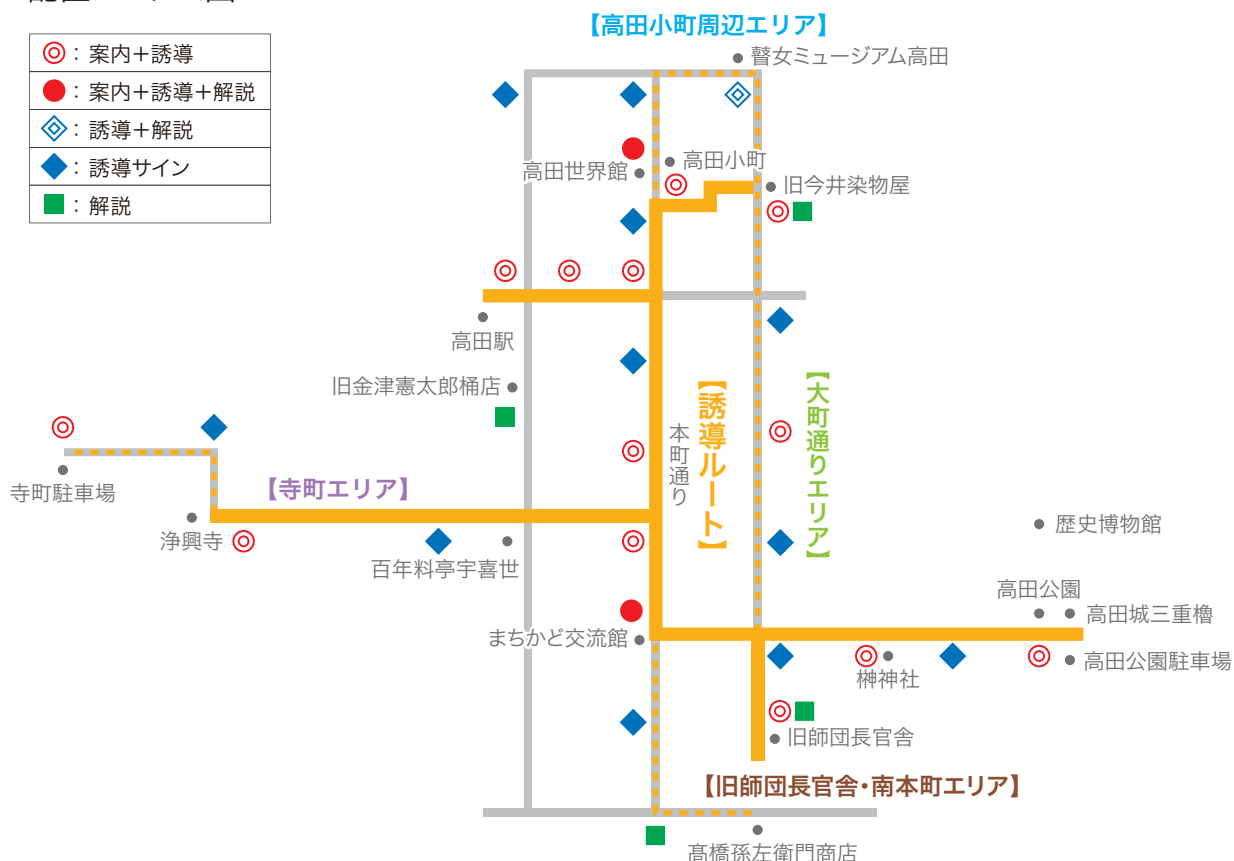 【高田小町周辺エリア】
瞽女ミュージアム高田
：案内＋誘導
：案内＋誘導＋解説
：誘導＋解説
：誘導サイン
：解説
高田世界館
高田小町
旧今井染物屋
高田駅
旧金津憲太郎桶店
【誘導ルート】
本町通り
【大町通りエリア】
寺町駐車場
【寺町エリア】
浄興寺
百年料亭宇喜世
歴史博物館
高田公園
高田城三重櫓
まちかど交流館
榊神社
高田公園駐車場
旧師団長官舎
【旧師団長官舎・南本町エリア】
髙橋孫左衛門商店